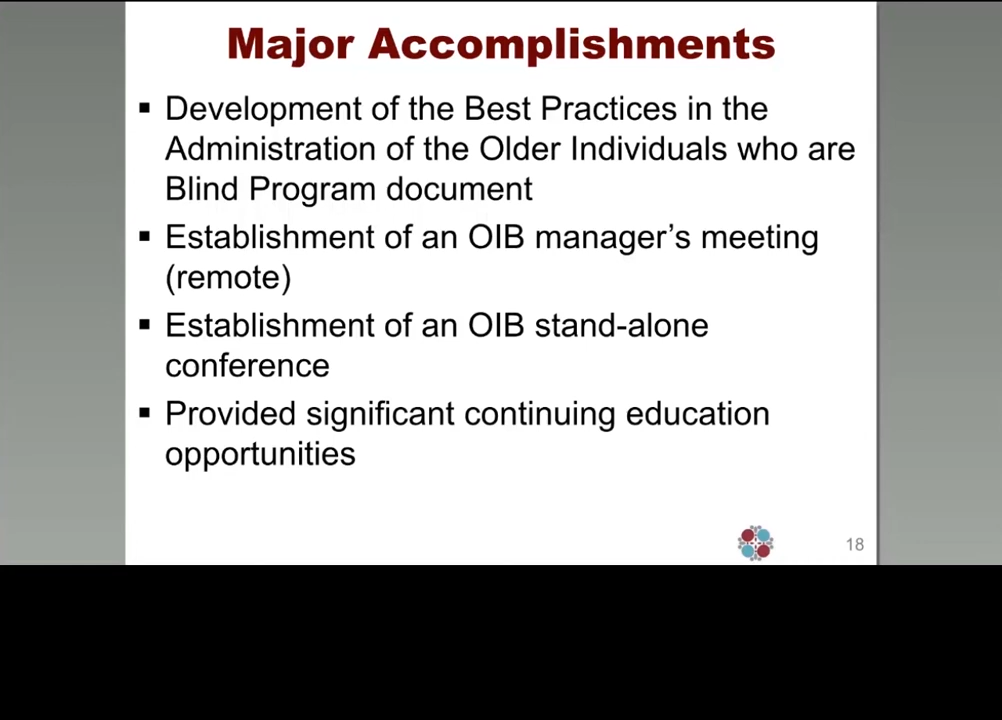 Major Accomplishments
▪ Development of the Best Practices in the
Administration of the Older Individuals who are
Blind Program document
▪ Establishment of an OIB manager’s meeting
(remote)
▪ Establishment of an OIB stand-alone
conference
▪ Provided significant continuing education
opportunities
18